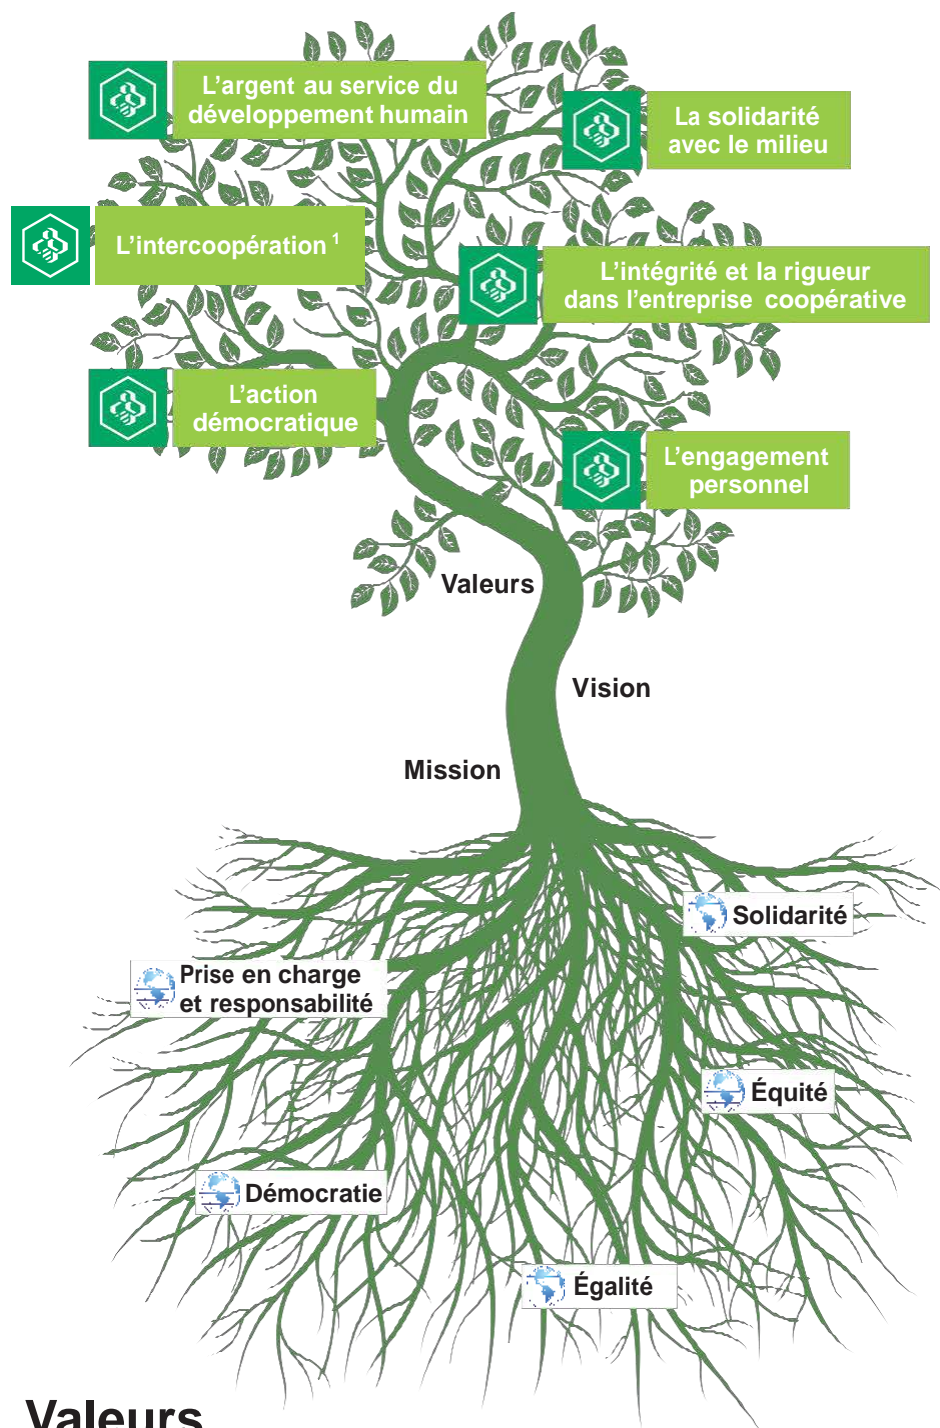 L'argent au service du
développement humain
La solidarité
avec le milieu
L'intercoopération ¹
L'intégrité et la rigueur
dans l'entreprise coopérative
L'action
démocratique
L'engagement
personnel
Valeurs
Vision
Mission
Solidarité
Prise en charge
et responsabilité
Équité
Démocratie
Égalité
Valeurs